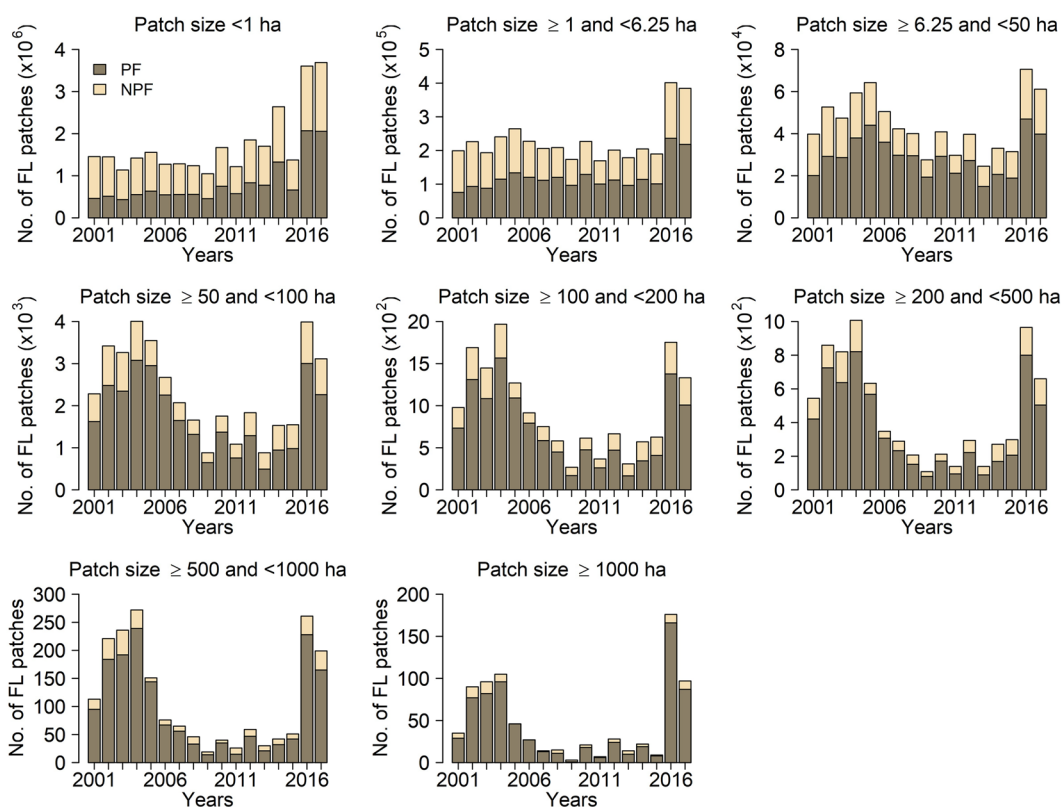 Patch size <1 ha
No. of FL patches (x10⁶)
4
3
2
1
0
PF
NPF
2001 2006 2011 2016
Years
Patch size ≥ 1 and <6.25 ha
No. of FL patches (x10⁵)
5
4
3
2
1
0
2001 2006 2011 2016
Years
Patch size ≥ 6.25 and <50 ha
No. of FL patches (x10⁴)
8
6
4
2
0
2001 2006 2011 2016
Years
Patch size ≥ 50 and <100 ha
No. of FL patches (x10³)
4
3
2
1
0
2001 2006 2011 2016
Years
Patch size ≥ 100 and <200 ha
No. of FL patches (x10²)
20
15
10
5
0
2001 2006 2011 2016
Years
Patch size ≥ 200 and <500 ha
No. of FL patches (x10²)
10
8
6
4
2
0
2001 2006 2011 2016
Years
Patch size ≥ 500 and <1000 ha
No. of FL patches
300
250
200
150
100
50
0
2001 2006 2011 2016
Years
Patch size ≥ 1000 ha
No. of FL patches
200
150
100
50
0
2001 2006 2011 2016
Years